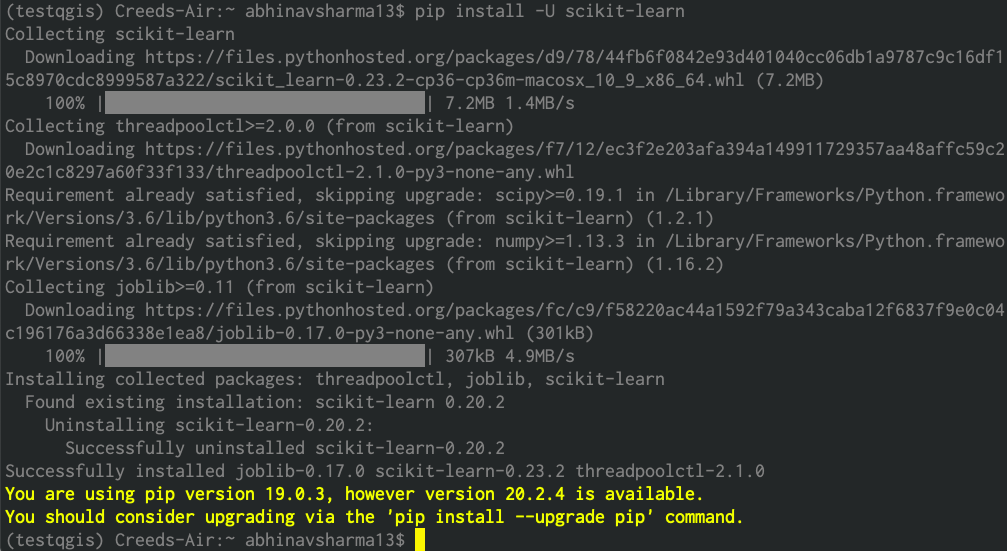 (testqgis) Creeds-Air:~ abhinavsharma13$ pip install -U scikit-learn
Collecting scikit-learn
  Downloading https://files.pythonhosted.org/packages/d9/78/44fb6f0842e93d401040cc06db1a9787c9c16df1
5c8970cdc8999587a322/scikit_learn-0.23.2-cp36-cp36m-macosx_10_9_x86_64.whl (7.2MB)
    100% |████████████████████████████████| 7.2MB 1.4MB/s
Collecting threadpoolctl>=2.0.0 (from scikit-learn)
  Downloading https://files.pythonhosted.org/packages/f7/12/ec3f2e203afa394a149911729357aa48affc59c2
0e2c1c8297a60f33f133/threadpoolctl-2.1.0-py3-none-any.whl
Requirement already satisfied, skipping upgrade: scipy>=0.19.1 in /Library/Frameworks/Python.framewo
rk/Versions/3.6/lib/python3.6/site-packages (from scikit-learn) (1.2.1)
Requirement already satisfied, skipping upgrade: numpy>=1.13.3 in /Library/Frameworks/Python.framewo
rk/Versions/3.6/lib/python3.6/site-packages (from scikit-learn) (1.16.2)
Collecting joblib>=0.11 (from scikit-learn)
  Downloading https://files.pythonhosted.org/packages/fc/c9/f58220ac44a1592f79a343caba12f6837f9e0c04
c196176a3d66338e1ea8/joblib-0.17.0-py3-none-any.whl (301kB)
    100% |████████████████████████████████| 307kB 4.9MB/s
Installing collected packages: threadpoolctl, joblib, scikit-learn
  Found existing installation: scikit-learn 0.20.2
    Uninstalling scikit-learn-0.20.2:
      Successfully uninstalled scikit-learn-0.20.2
Successfully installed joblib-0.17.0 scikit-learn-0.23.2 threadpoolctl-2.1.0
You are using pip version 19.0.3, however version 20.2.4 is available.
You should consider upgrading via the 'pip install --upgrade pip' command.
(testqgis) Creeds-Air:~ abhinavsharma13$